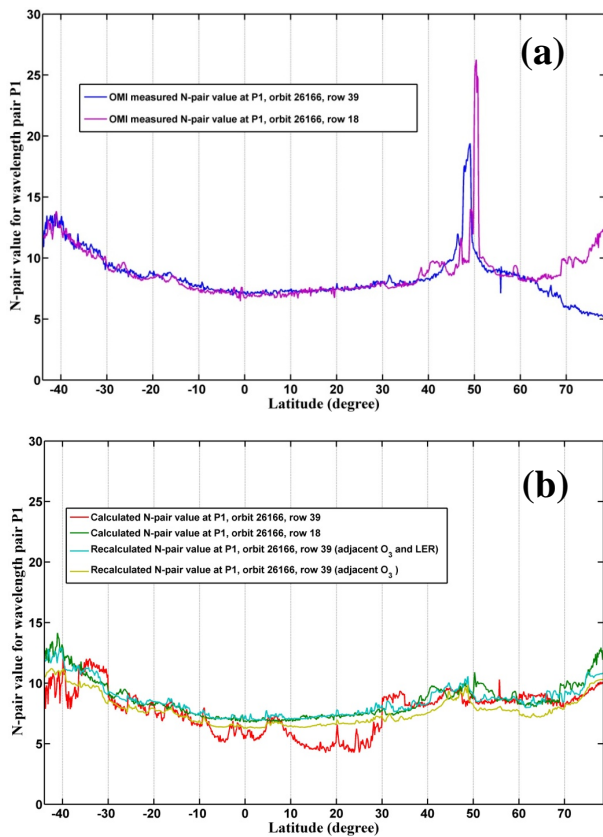 (a)
30
25
20
15
10
5
0
N-pair value for wavelength pair P1
OMI measured N-pair value at P1, orbit 26166, row 39
OMI measured N-pair value at P1, orbit 26166, row 18
-40 -30 -20 -10 0 10 20 30 40 50 60 70
Latitude (degree)
(b)
30
25
20
15
10
5
0
N-pair value for wavelength pair P1
Calculated N-pair value at P1, orbit 26166, row 39
Calculated N-pair value at P1, orbit 26166, row 18
Recalculated N-pair value at P1, orbit 26166, row 39 (adjacent O3 and LER)
Recalculated N-pair value at P1, orbit 26166, row 39 (adjacent O3 )
-40 -30 -20 -10 0 10 20 30 40 50 60 70
Latitude (degree)